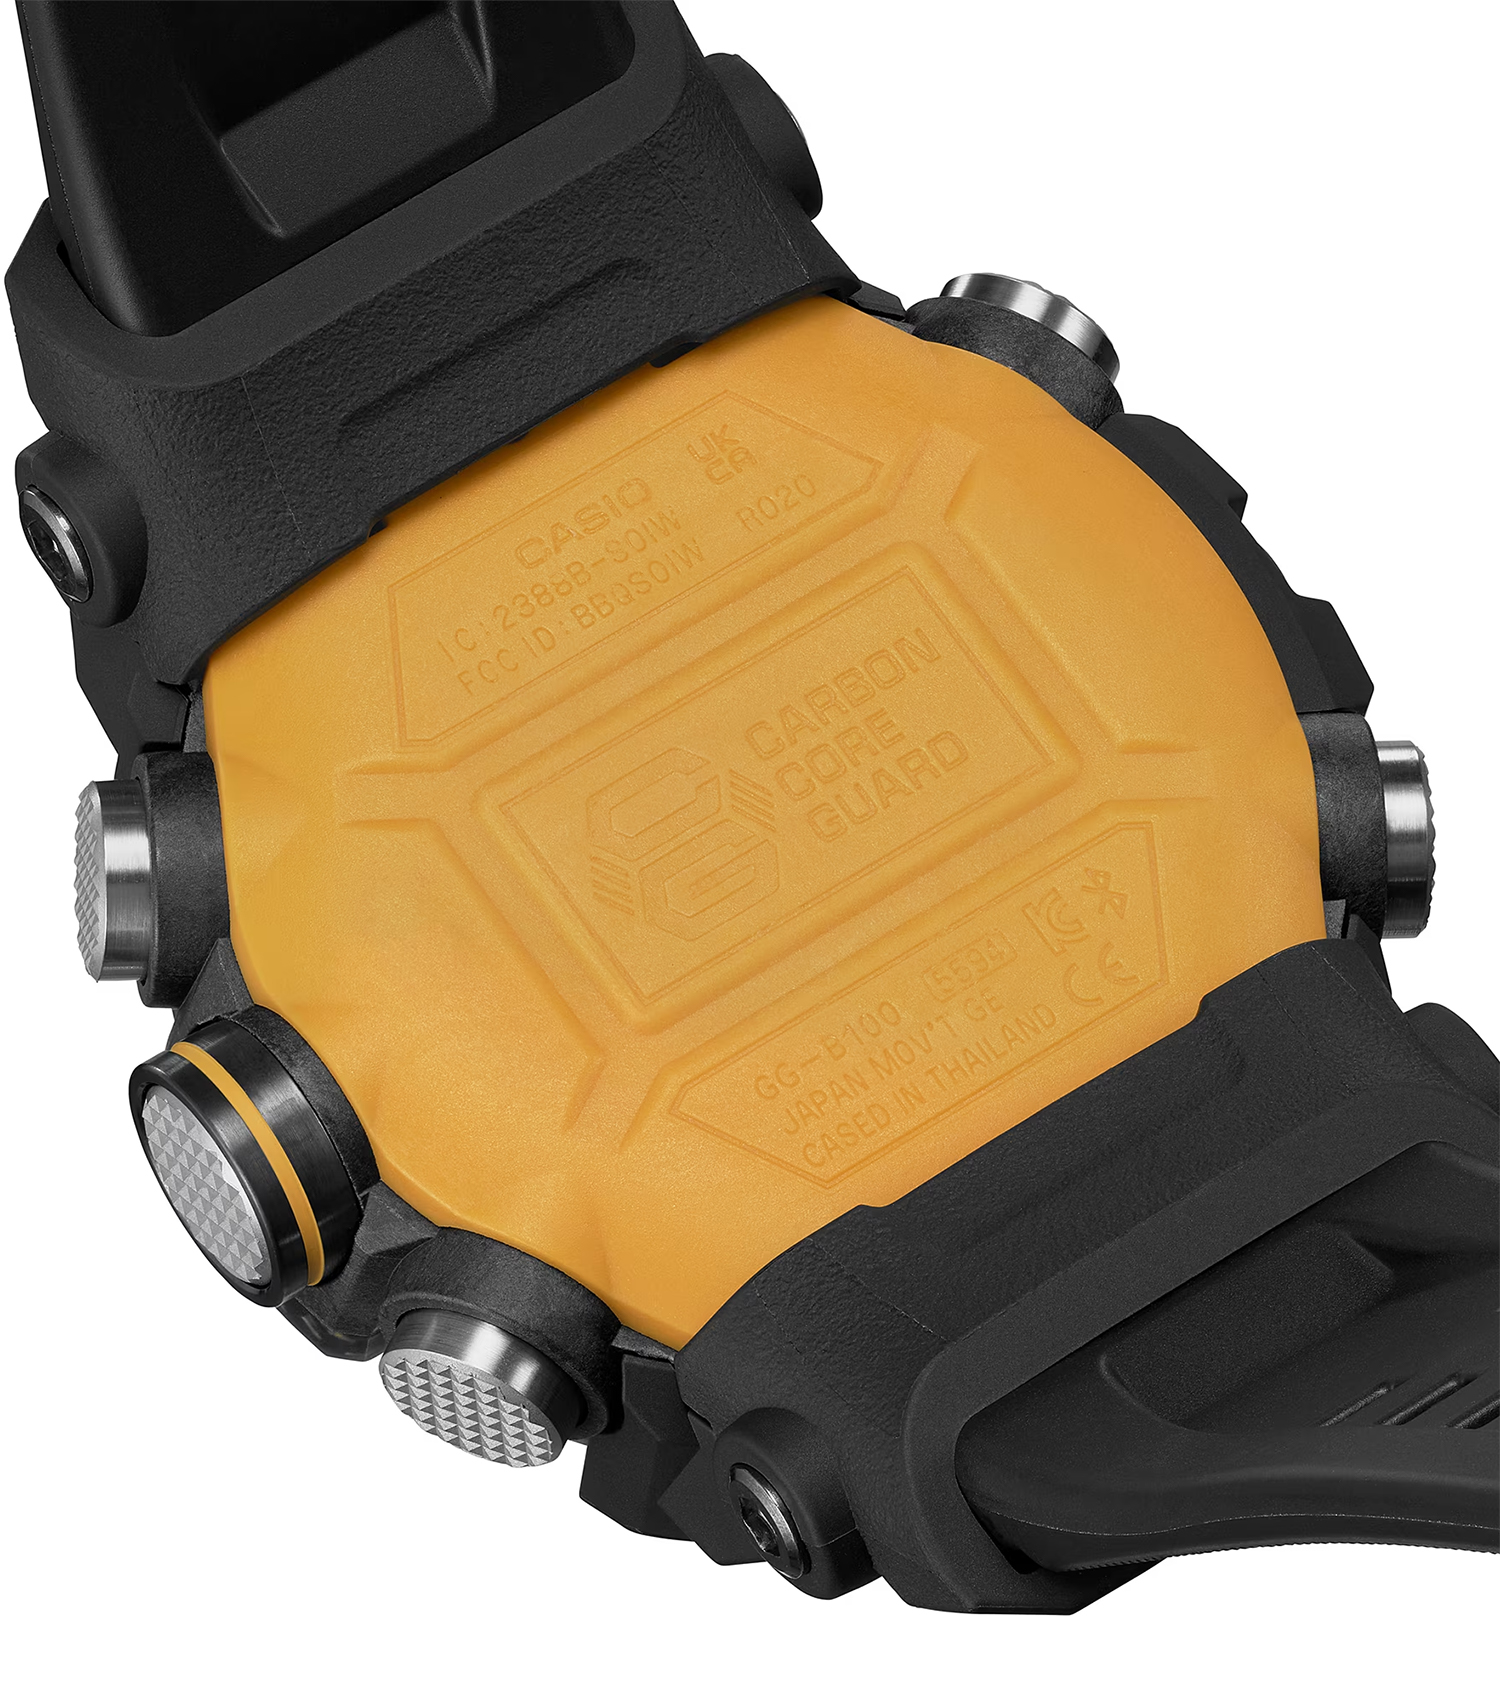 CASIO
UK
CA
IC:2388B-S01W
FCC ID:BBQS01W R020
CARBON
CORE
GUARD
GG-B100 5594
JAPAN MOV'T GE
CE
CASED IN THAILAND